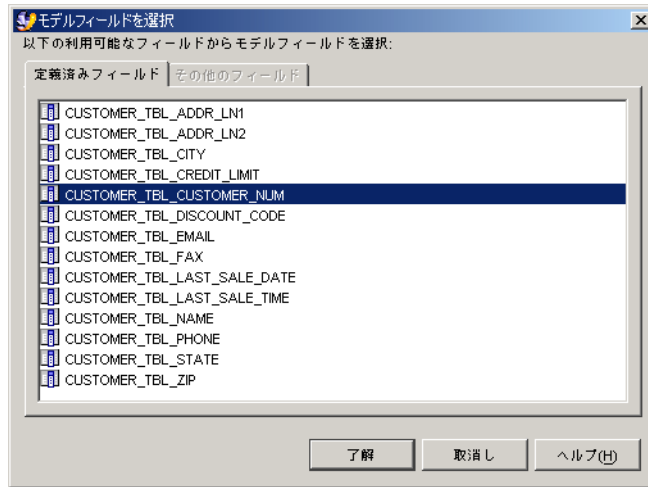 モデルフィールドを選択
以下の利用可能なフィールドからモデルフィールドを選択:
定義済みフィールド その他のフィールド
CUSTOMER_TBL_ADDR_LN1
CUSTOMER_TBL_ADDR_LN2
CUSTOMER_TBL_CITY
CUSTOMER_TBL_CREDIT_LIMIT
CUSTOMER_TBL_CUSTOMER_NUM
CUSTOMER_TBL_DISCOUNT_CODE
CUSTOMER_TBL_EMAIL
CUSTOMER_TBL_FAX
CUSTOMER_TBL_LAST_SALE_DATE
CUSTOMER_TBL_LAST_SALE_TIME
CUSTOMER_TBL_NAME
CUSTOMER_TBL_PHONE
CUSTOMER_TBL_STATE
CUSTOMER_TBL_ZIP
了解 取消し ヘルプ(H)